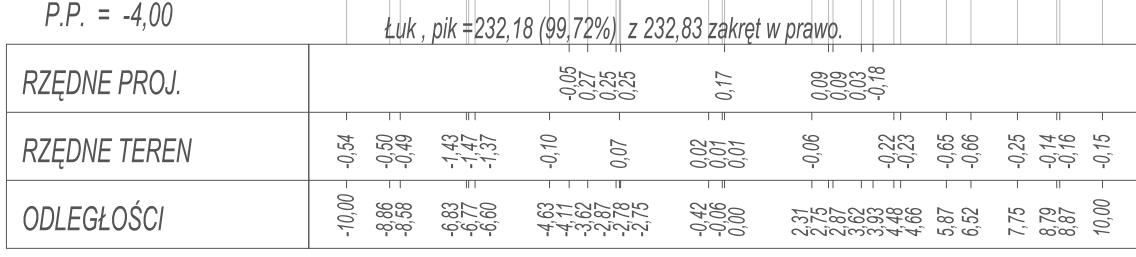 P.P. = -4,00
Łuk , pik =232,18 (99,72%) z 232,83 zakręt w prawo.
RZĘDNE PROJ. -0,05 0,27 0,25 0,25 0,17 0,09 0,09 0,03 -0,18
RZĘDNE TEREN -0,54 -0,50 -0,49 -1,43 -1,47 -1,37 -0,10 0,07 0,02 0,01 0,01 -0,06 -0,22 -0,23 -0,65 -0,66 -0,25 -0,14 -0,16 -0,15
ODLEGŁOŚCI -10,00 -8,86 -8,58 -6,83 -6,77 -6,60 -4,63 -4,11 -3,62 -2,87 -2,78 -2,75 -0,42 -0,06 0,00 2,31 2,75 2,87 3,62 3,93 4,48 4,66 5,87 6,52 7,75 8,79 8,87 10,00